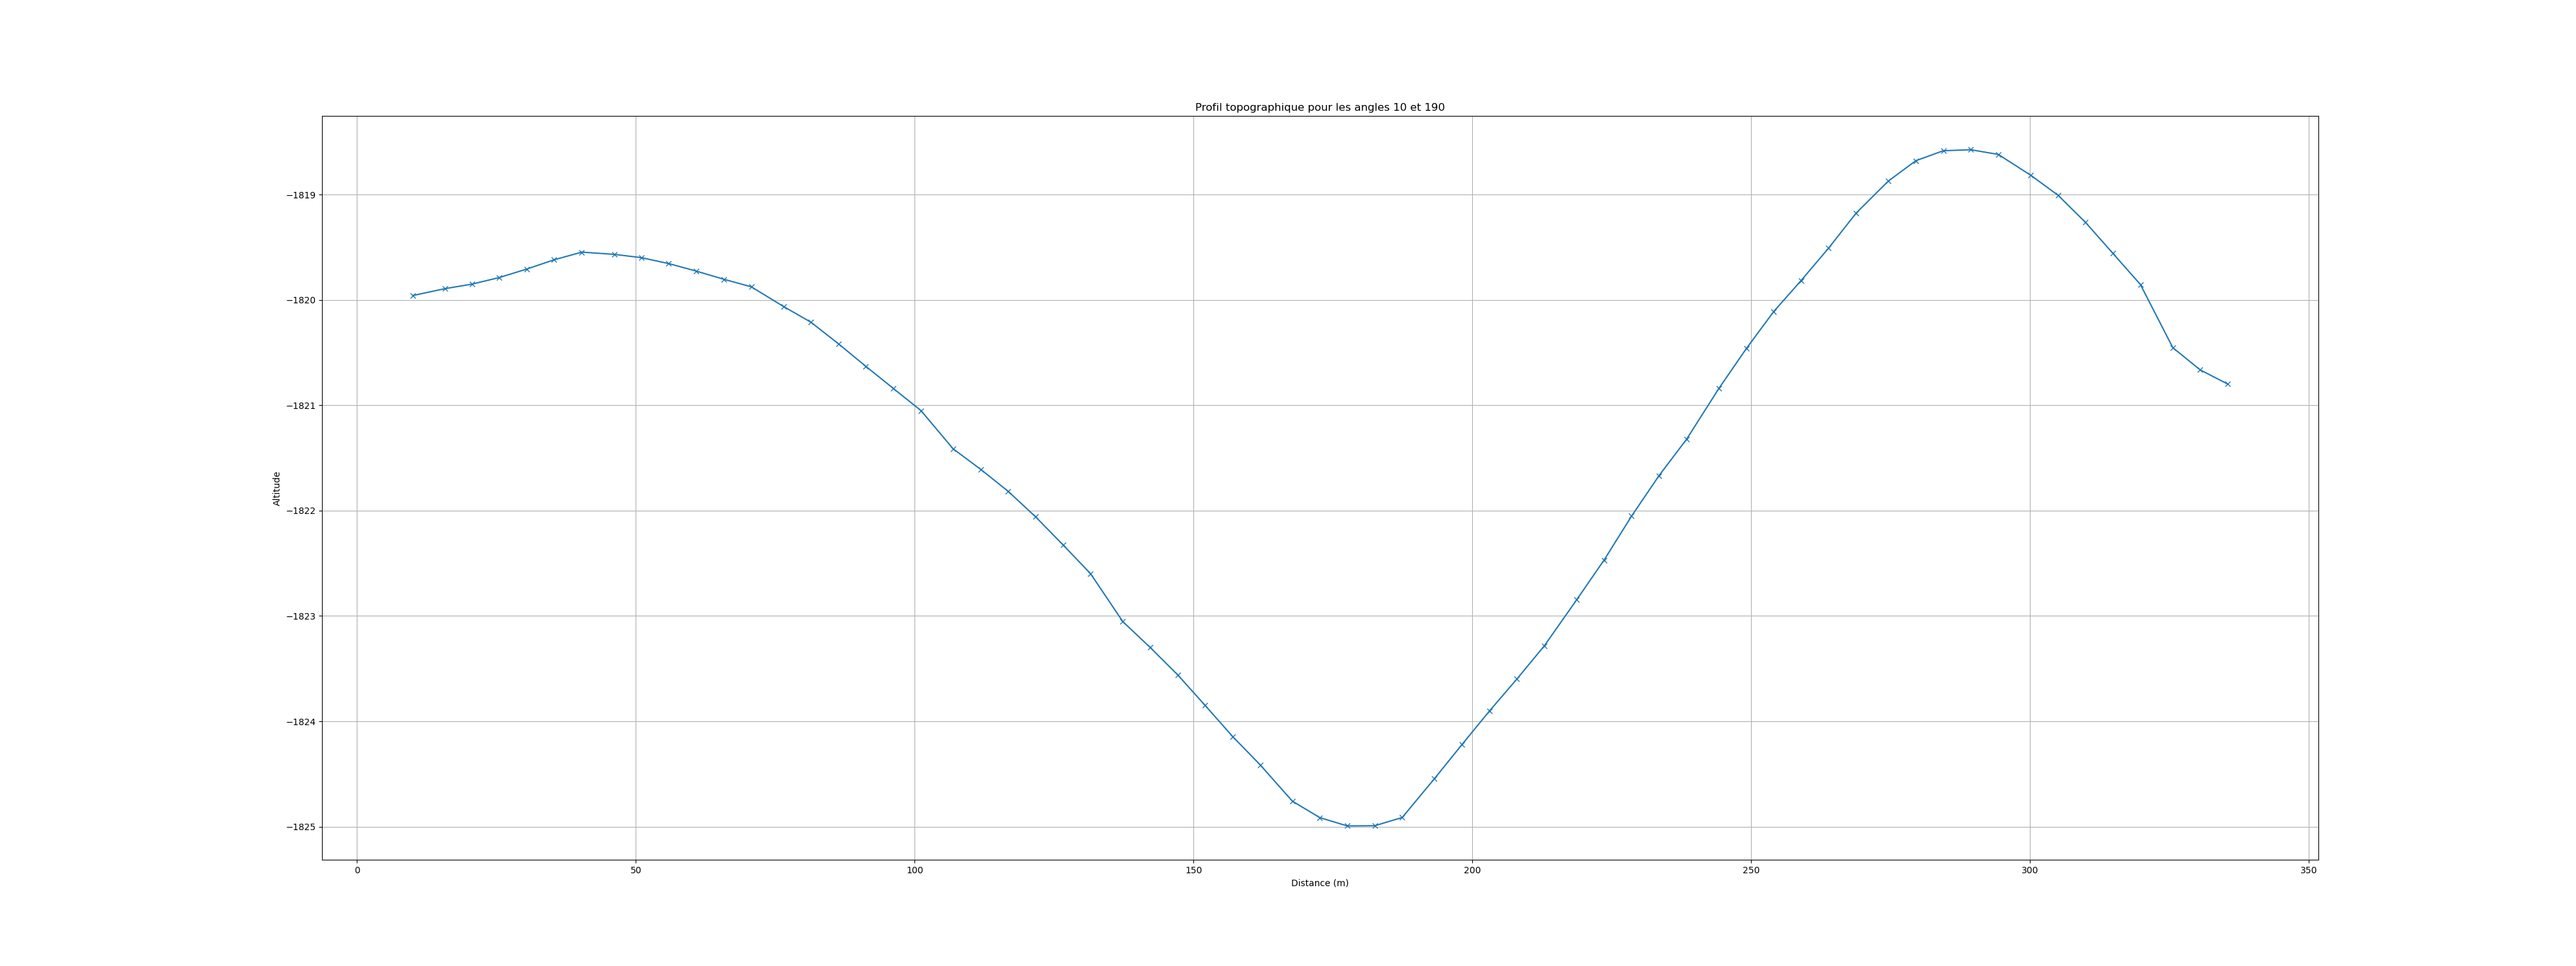 Profil topographique pour les angles 10 et 190
Altitude
−1819
−1820
−1821
−1822
−1823
−1824
−1825
0 50 100 150 200 250 300 350
Distance (m)